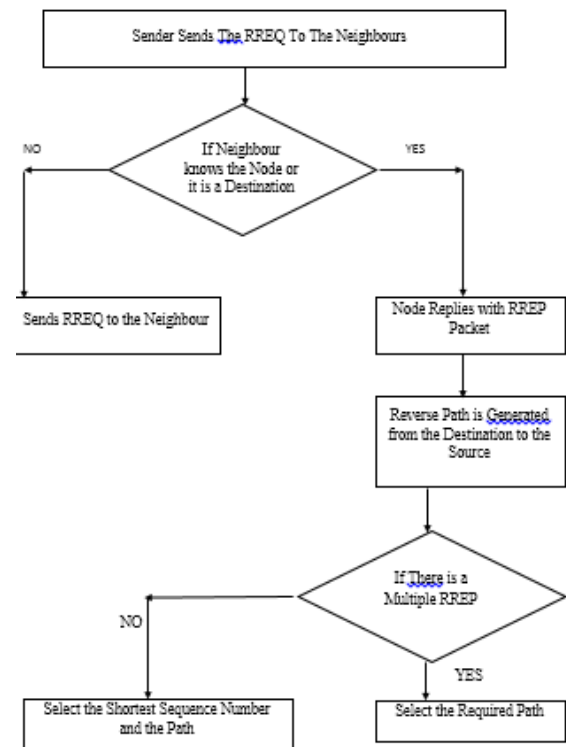 Sender Sends The RREQ To The Neighbours
If Neighbour
knows the Node or
it is a Destination
NO
YES
Sends RREQ to the Neighbour
Node Replies with RREP
Packet
Reverse Path is Generated
from the Destination to the
Source
If There is a
Multiple RREP
NO
YES
Select the Shortest Sequence Number
and the Path
Select the Required Path